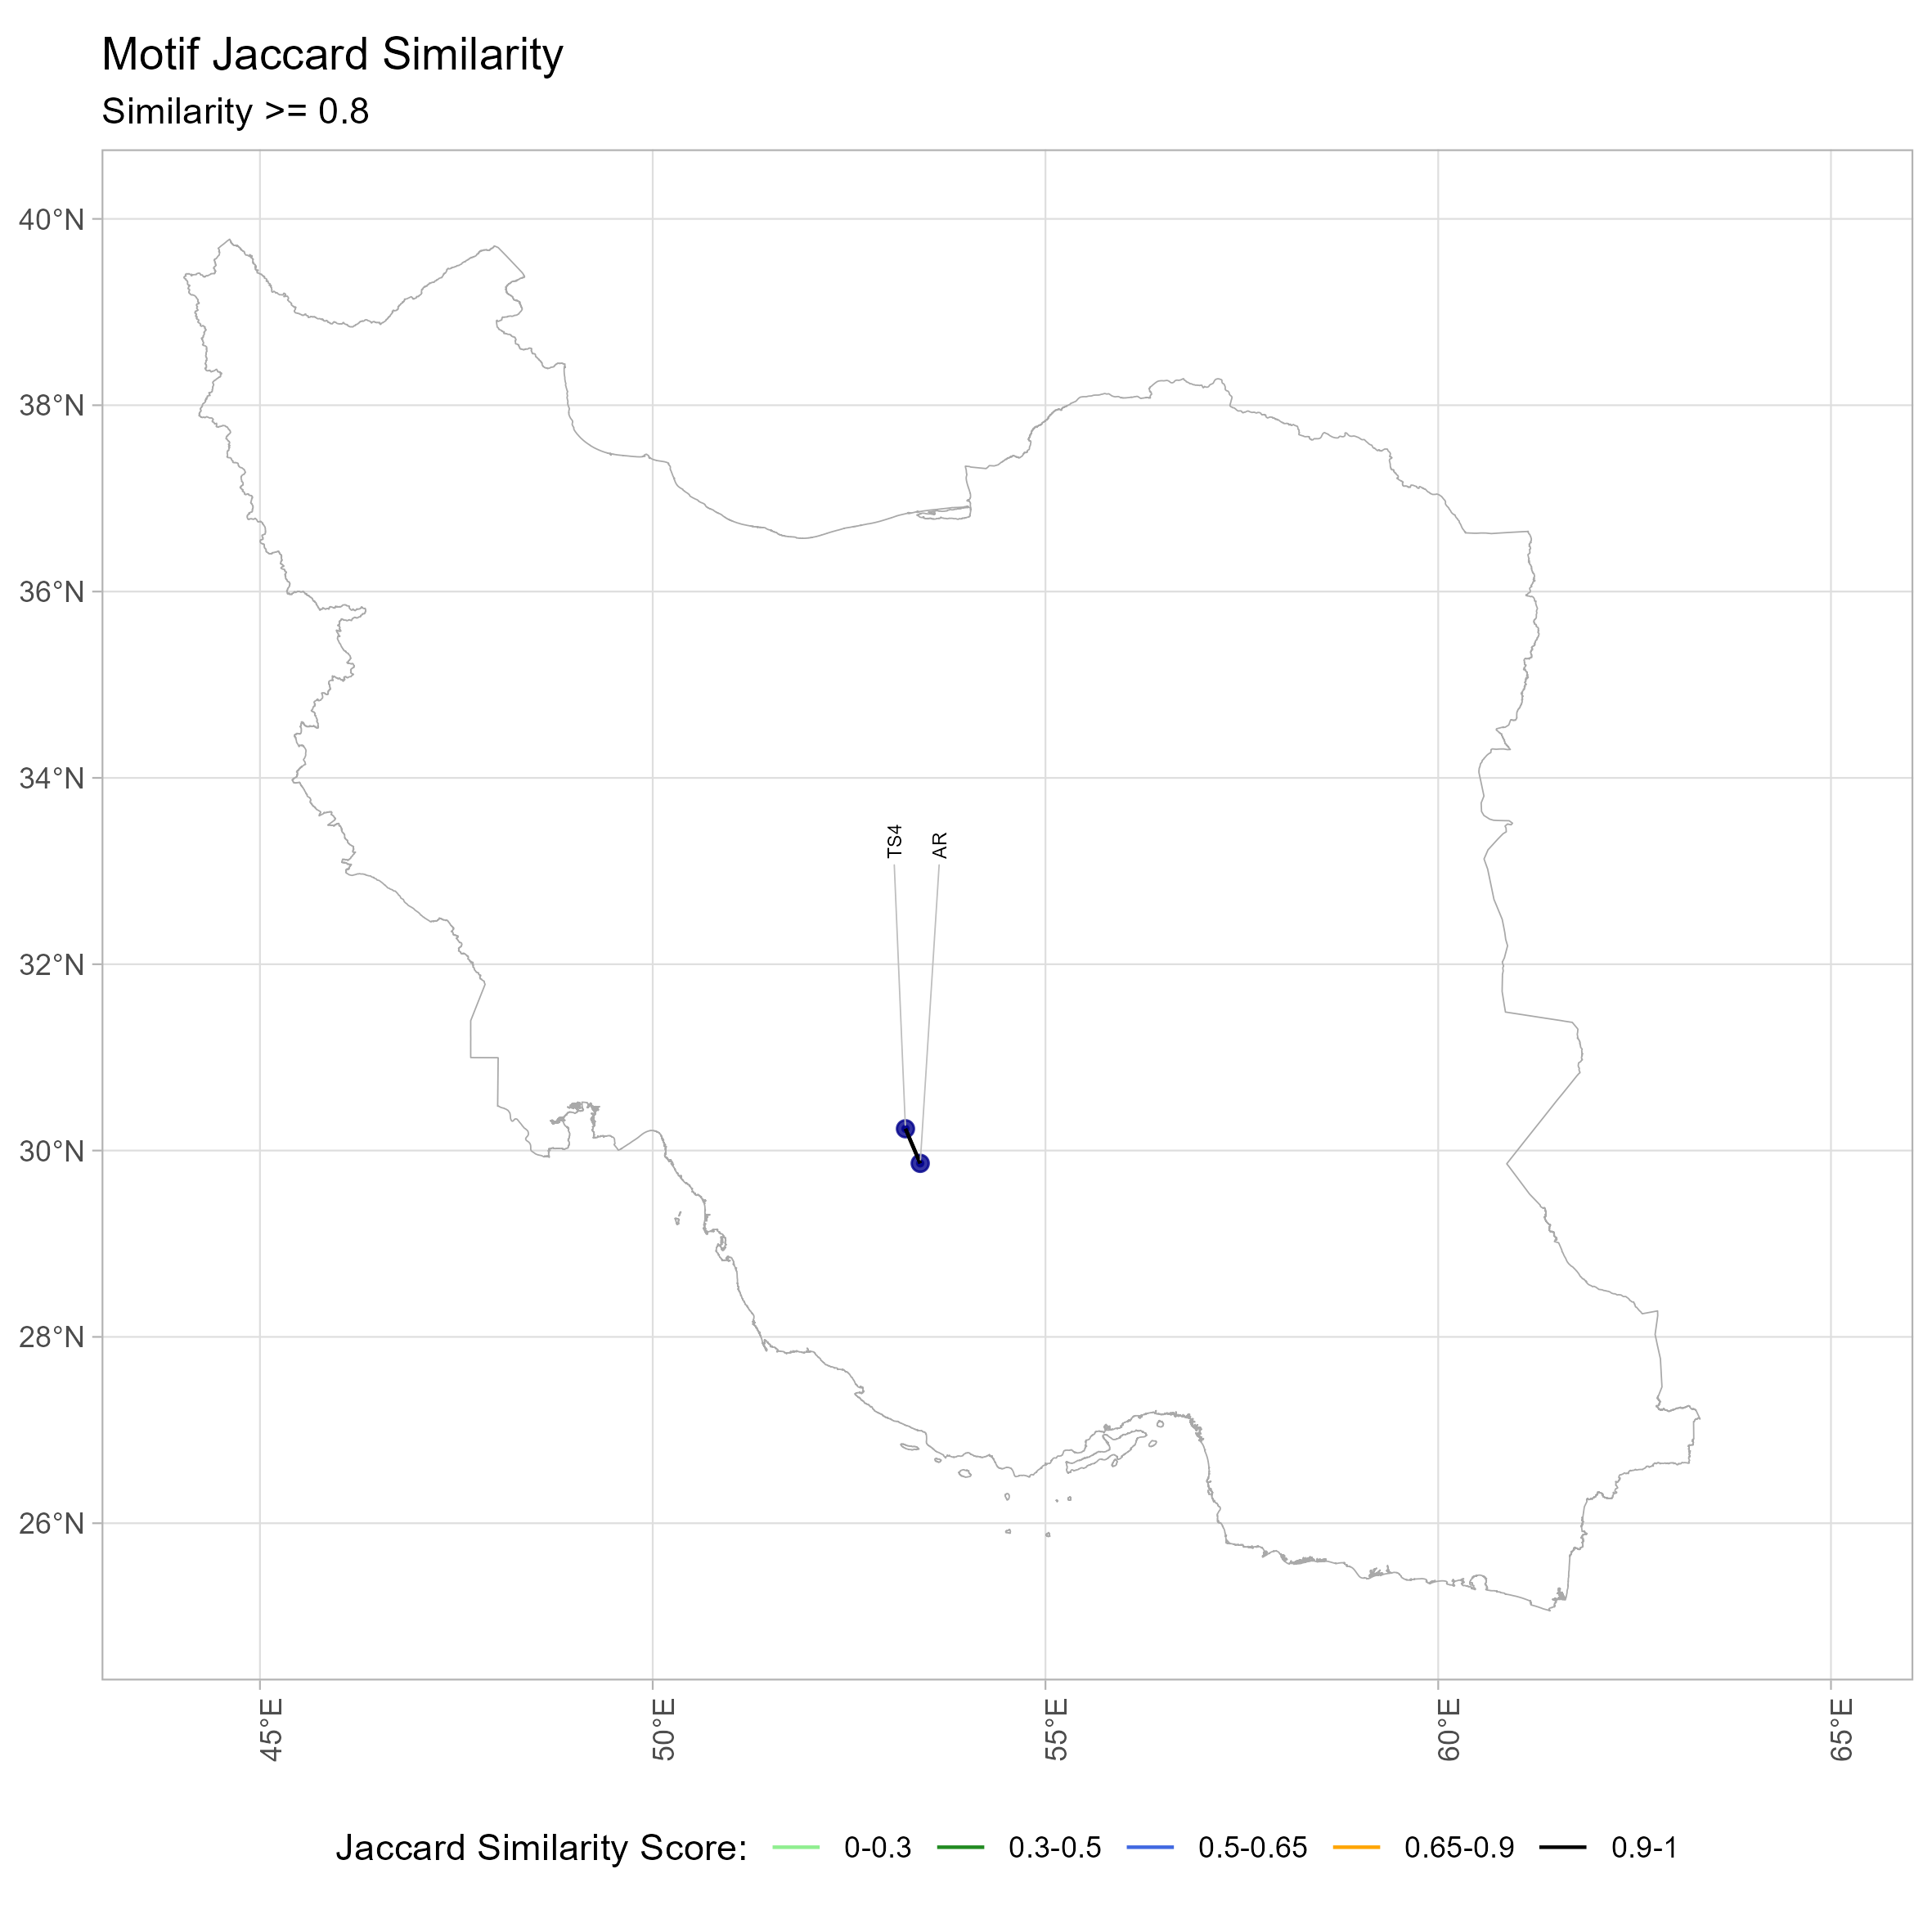 Motif Jaccard Similarity
Similarity >= 0.8
40°N
38°N
36°N
34°N
32°N
30°N
28°N
26°N
TS4
AR
45°E
50°E
55°E
60°E
65°E
Jaccard Similarity Score: 0-0.3 0.3-0.5 0.5-0.65 0.65-0.9 0.9-1